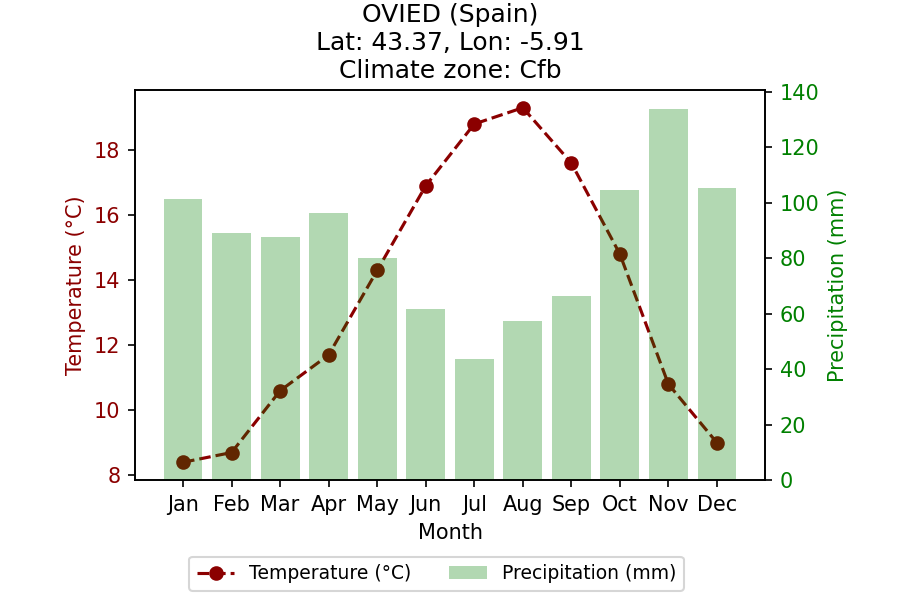 OVIED (Spain)
Lat: 43.37, Lon: -5.91
Climate zone: Cfb
Temperature (°C)
18
16
14
12
10
8
140
120
100
80
60
40
20
0
Precipitation (mm)
Jan Feb Mar Apr May Jun Jul Aug Sep Oct Nov Dec
Month
Temperature (°C) Precipitation (mm)